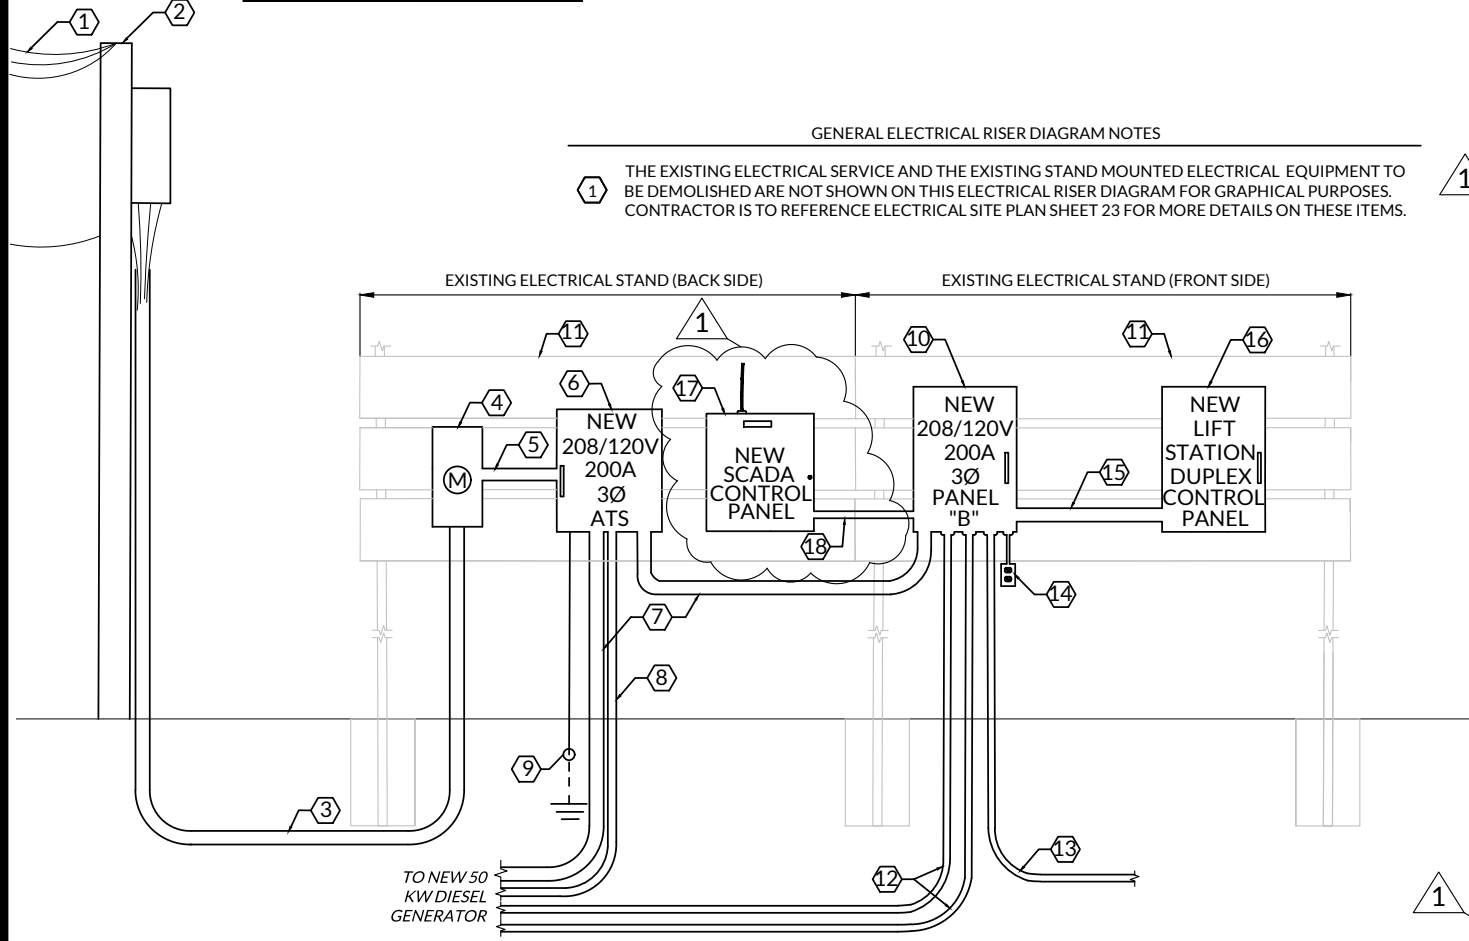 1
2
GENERAL ELECTRICAL RISER DIAGRAM NOTES
1
THE EXISTING ELECTRICAL SERVICE AND THE EXISTING STAND MOUNTED ELECTRICAL EQUIPMENT TO
BE DEMOLISHED ARE NOT SHOWN ON THIS ELECTRICAL RISER DIAGRAM FOR GRAPHICAL PURPOSES.
CONTRACTOR IS TO REFERENCE ELECTRICAL SITE PLAN SHEET 23 FOR MORE DETAILS ON THESE ITEMS.
1
EXISTING ELECTRICAL STAND (BACK SIDE)
EXISTING ELECTRICAL STAND (FRONT SIDE)
1
11
10
11
16
6
17
4
5
M
NEW
208/120V
200A
3Ø
ATS
NEW
SCADA
CONTROL
PANEL
NEW
208/120V
200A
3Ø
PANEL
"B"
NEW
LIFT
STATION
DUPLEX
CONTROL
PANEL
15
18
14
7
8
9
3
13
12
TO NEW 50
KW DIESEL
GENERATOR
1